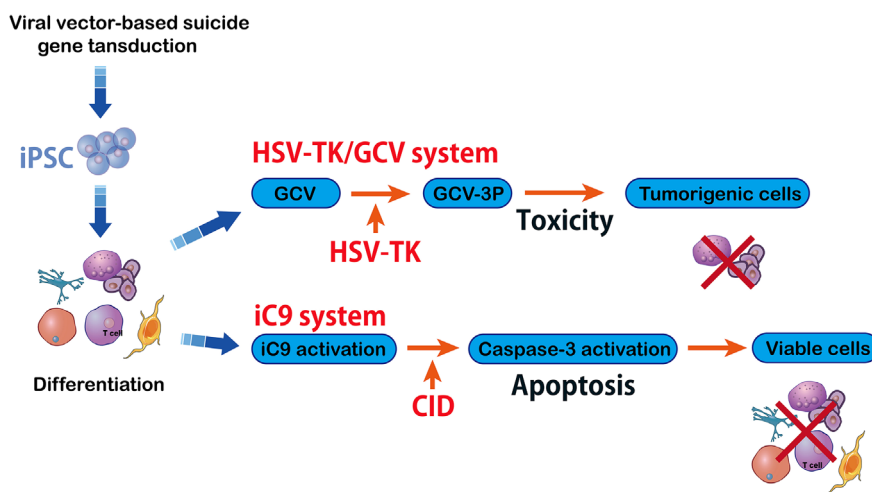 Viral vector-based suicide
gene tansduction
iPSC
HSV-TK/GCV system
GCV
GCV-3P
Tumorigenic cells
Toxicity
HSV-TK
T cell
Differentiation
iC9 system
iC9 activation
Caspase-3 activation
Viable cells
Apoptosis
CID
T cell